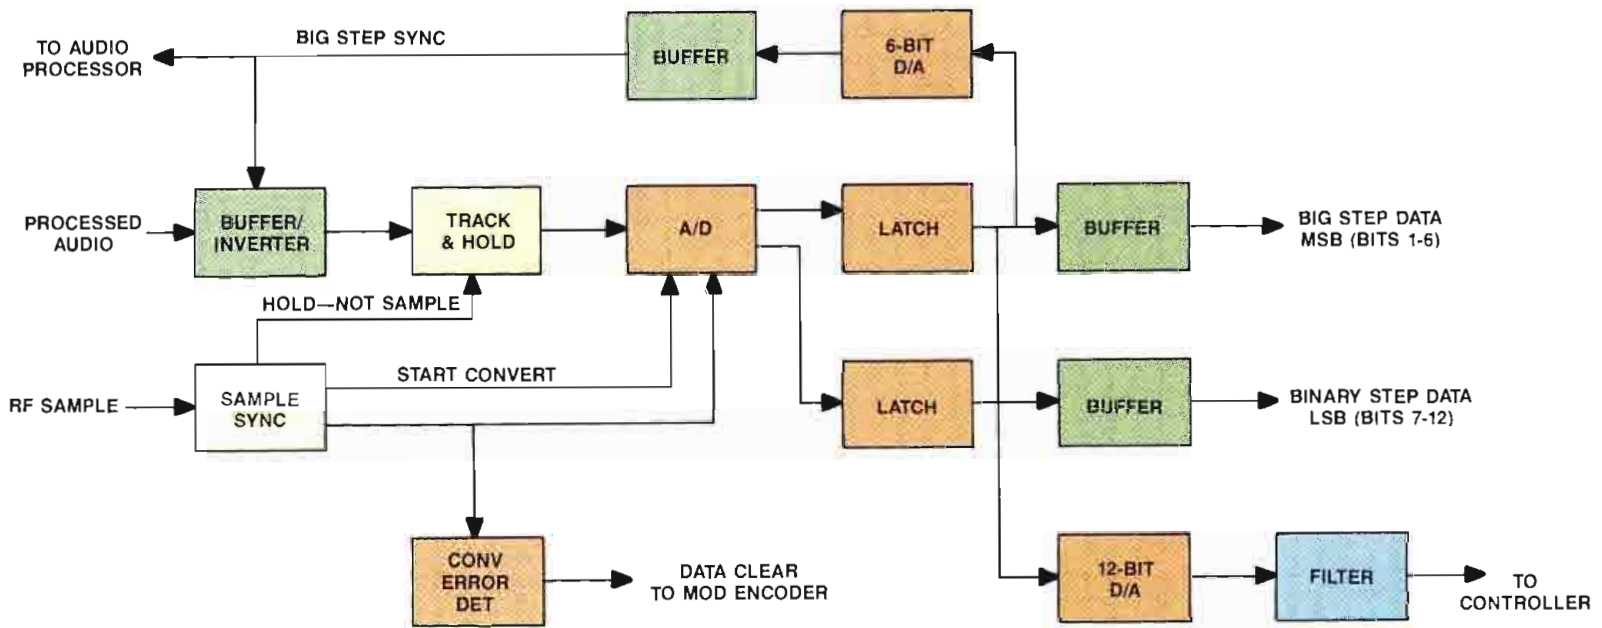 TO AUDIO
PROCESSOR
BIG STEP SYNC
BUFFER
6-BIT
D/A
PROCESSED
AUDIO
BUFFER/
INVERTER
TRACK
& HOLD
A/D
LATCH
BUFFER
BIG STEP DATA
MSB (BITS 1-6)
HOLD—NOT SAMPLE
RF SAMPLE
SAMPLE
SYNC
START CONVERT
LATCH
BUFFER
BINARY STEP DATA
LSB (BITS 7-12)
CONV
ERROR
DET
DATA CLEAR
TO MOD ENCODER
12-BIT
D/A
FILTER
TO
CONTROLLER